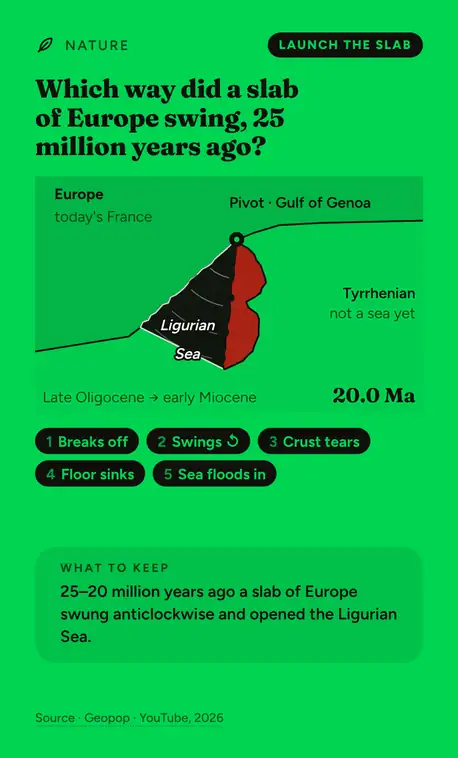 NATURE
LAUNCH THE SLAB
Which way did a slab
of Europe swing, 25
million years ago?
Europe
today's France
Pivot · Gulf of Genoa
Tyrrhenian
not a sea yet
Ligurian
Sea
Late Oligocene → early Miocene
20.0 Ma
1 Breaks off
2 Swings ↺
3 Crust tears
4 Floor sinks
5 Sea floods in
WHAT TO KEEP
25–20 million years ago a slab of Europe
swung anticlockwise and opened the Ligurian
Sea.
Source · Geopop · YouTube, 2026